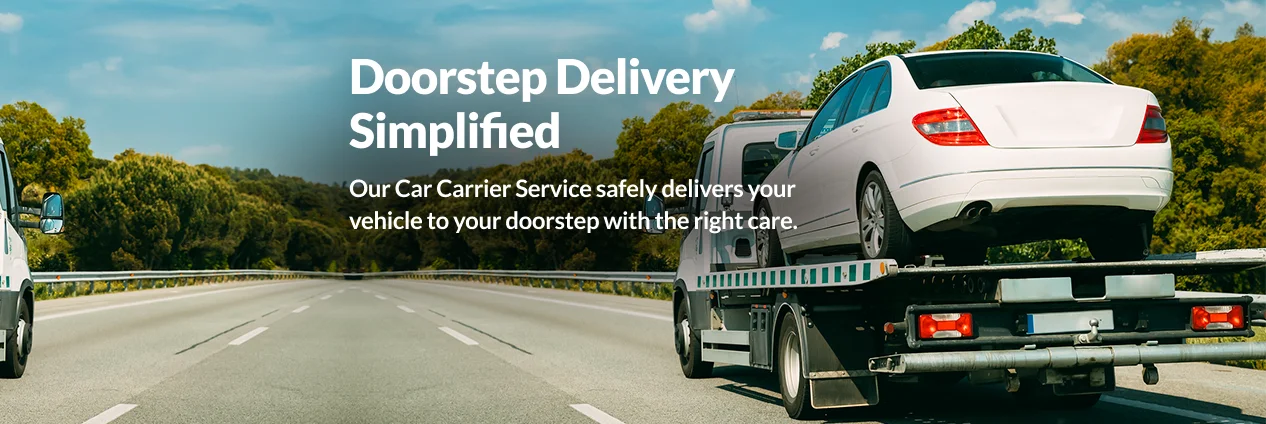 Doorstep Delivery
Simplified
Our Car Carrier Service safely delivers your
vehicle to your doorstep with the right care.